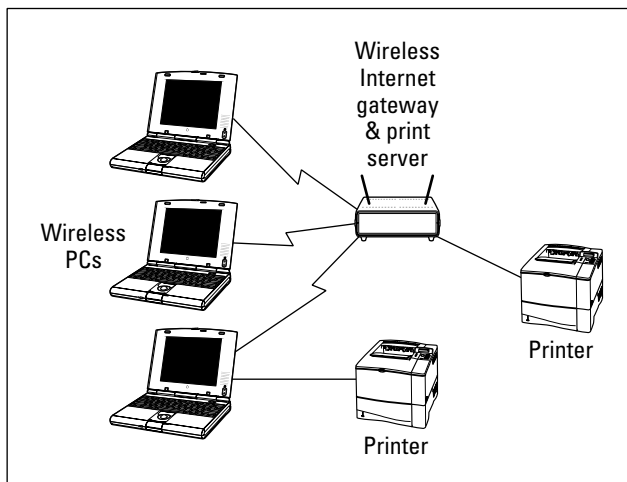 Wireless
Internet
gateway
& print
server
Wireless
PCs
Printer
Printer